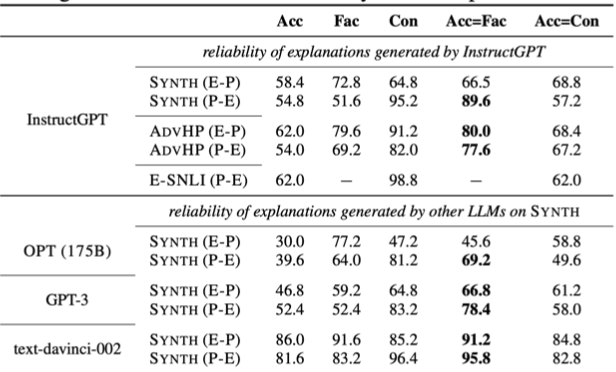 Acc Fac Con Acc=Fac Acc=Con
reliability of explanations generated by InstructGPT
InstructGPT
SYNTH (E-P) 58.4 72.8 64.8 66.5 68.8
SYNTH (P-E) 54.8 51.6 95.2 89.6 57.2
ADVHP (E-P) 62.0 79.6 91.2 80.0 68.4
ADVHP (P-E) 54.0 69.2 82.0 77.6 67.2
E-SNLI (P-E) 62.0 — 98.8 — 62.0
reliability of explanations generated by other LLMs on SYNTH
OPT (175B)
SYNTH (E-P) 30.0 77.2 47.2 45.6 58.8
SYNTH (P-E) 39.6 64.0 81.2 69.2 49.6
GPT-3
SYNTH (E-P) 46.8 59.2 64.8 66.8 61.2
SYNTH (P-E) 52.4 52.4 83.2 78.4 58.0
text-davinci-002
SYNTH (E-P) 86.0 91.6 85.2 91.2 84.8
SYNTH (P-E) 81.6 83.2 96.4 95.8 82.8